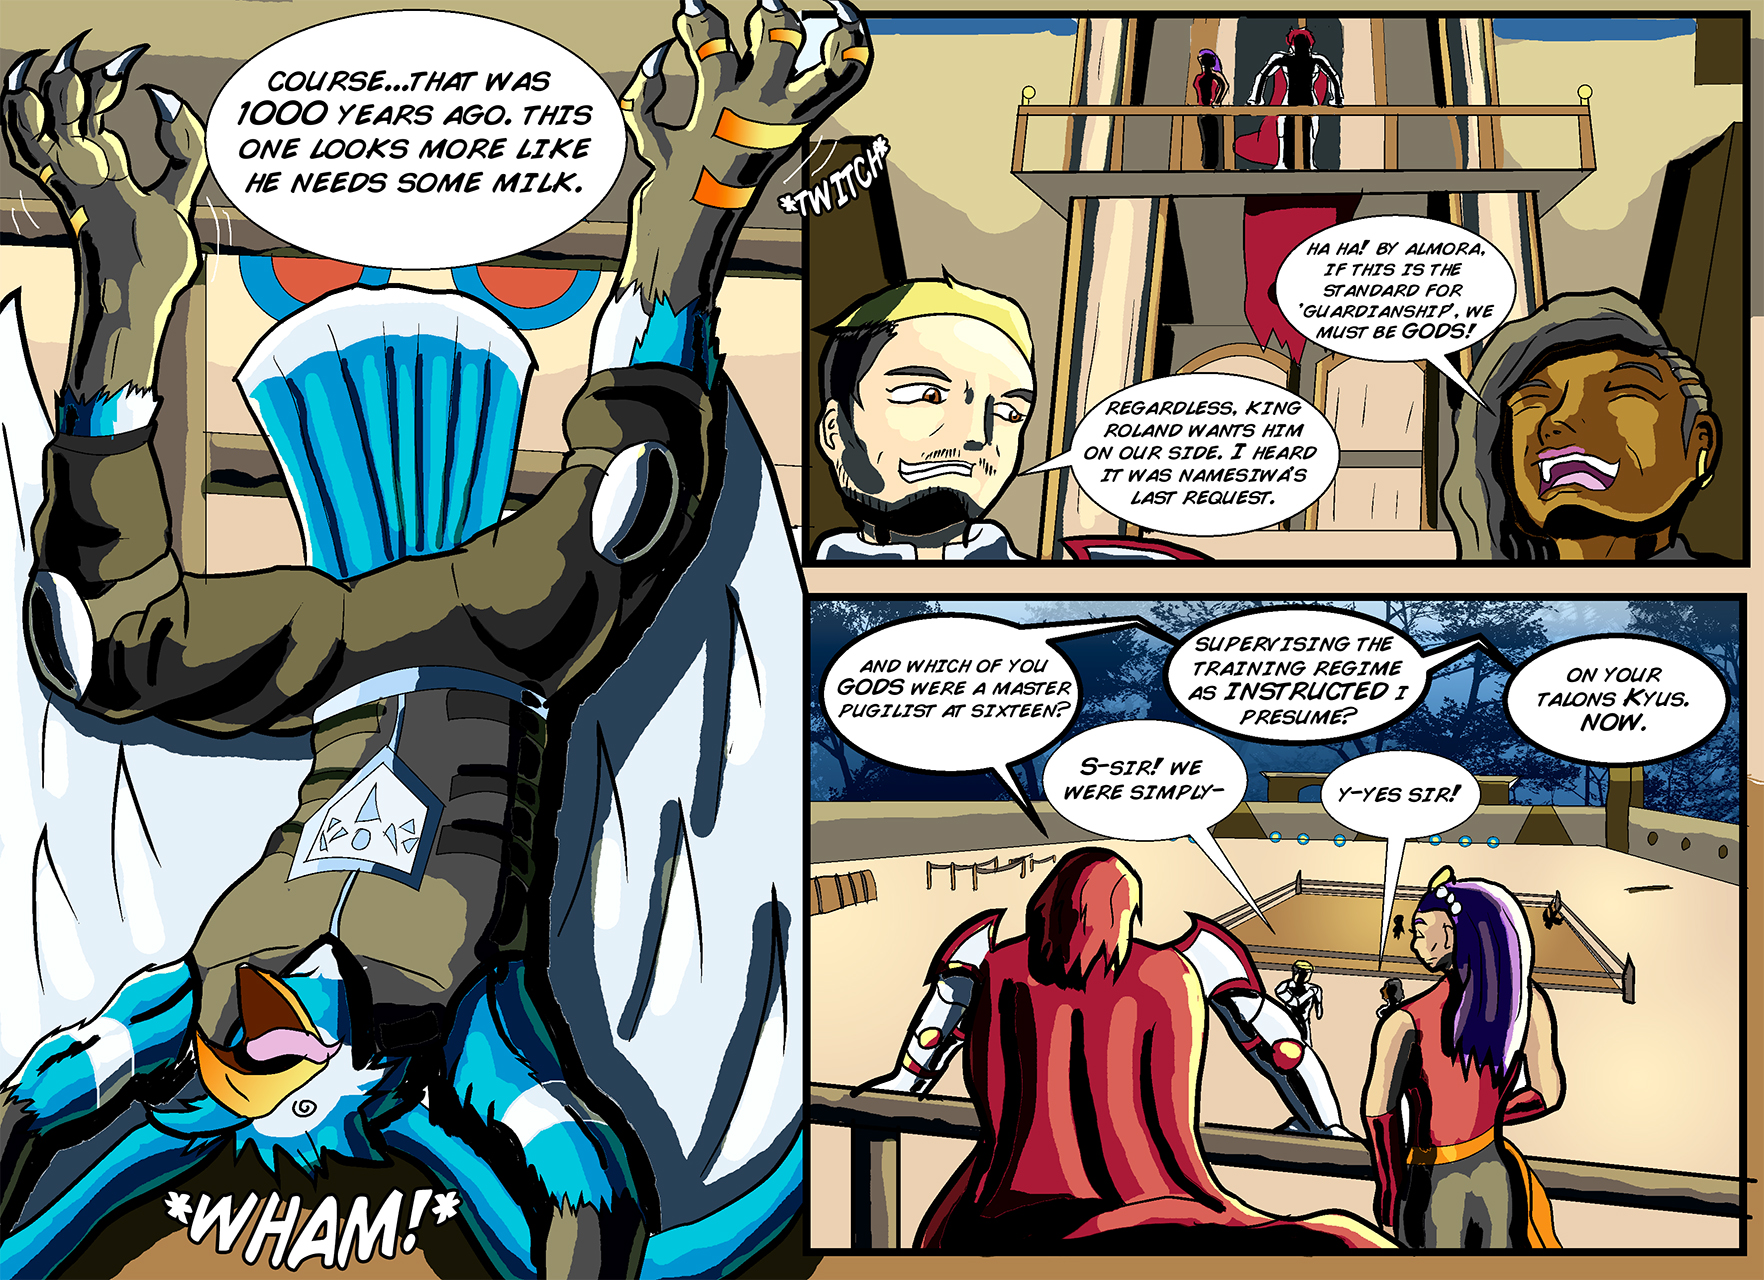 COURSE...THAT WAS
1000 YEARS AGO. THIS
ONE LOOKS MORE LIKE
HE NEEDS SOME MILK.
*TWITCH*
*WHAM!*
HA HA! BY ALMORA,
IF THIS IS THE
STANDARD FOR
'GUARDIANSHIP', WE
MUST BE GODS!
REGARDLESS, KING
ROLAND WANTS HIM
ON OUR SIDE. I HEARD
IT WAS NAMESIWA'S
LAST REQUEST.
AND WHICH OF YOU
GODS WERE A MASTER
PUGILIST AT SIXTEEN?
SUPERVISING THE
TRAINING REGIME
AS INSTRUCTED I
PRESUME?
ON YOUR
TALONS KYUS.
NOW.
S-SIR! WE
WERE SIMPLY-
Y-YES SIR!